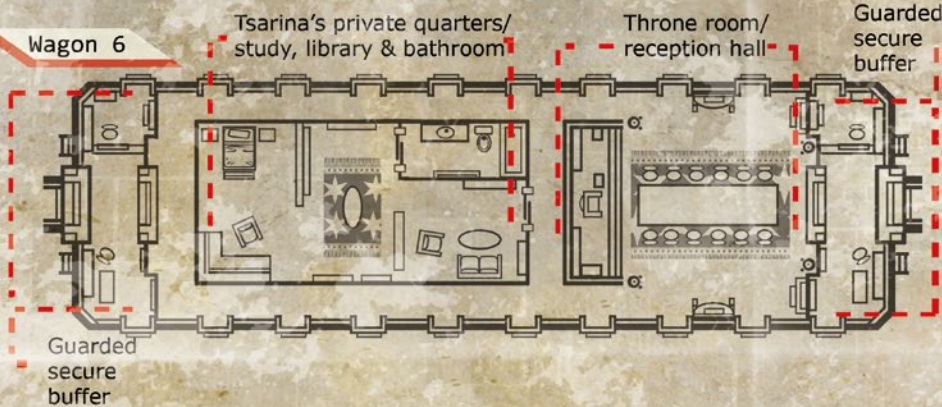 Wagon 6
Tsarina’s private quarters/
study, library & bathroom
Throne room/
reception hall
Guarded
secure
buffer
Guarded
secure
buffer